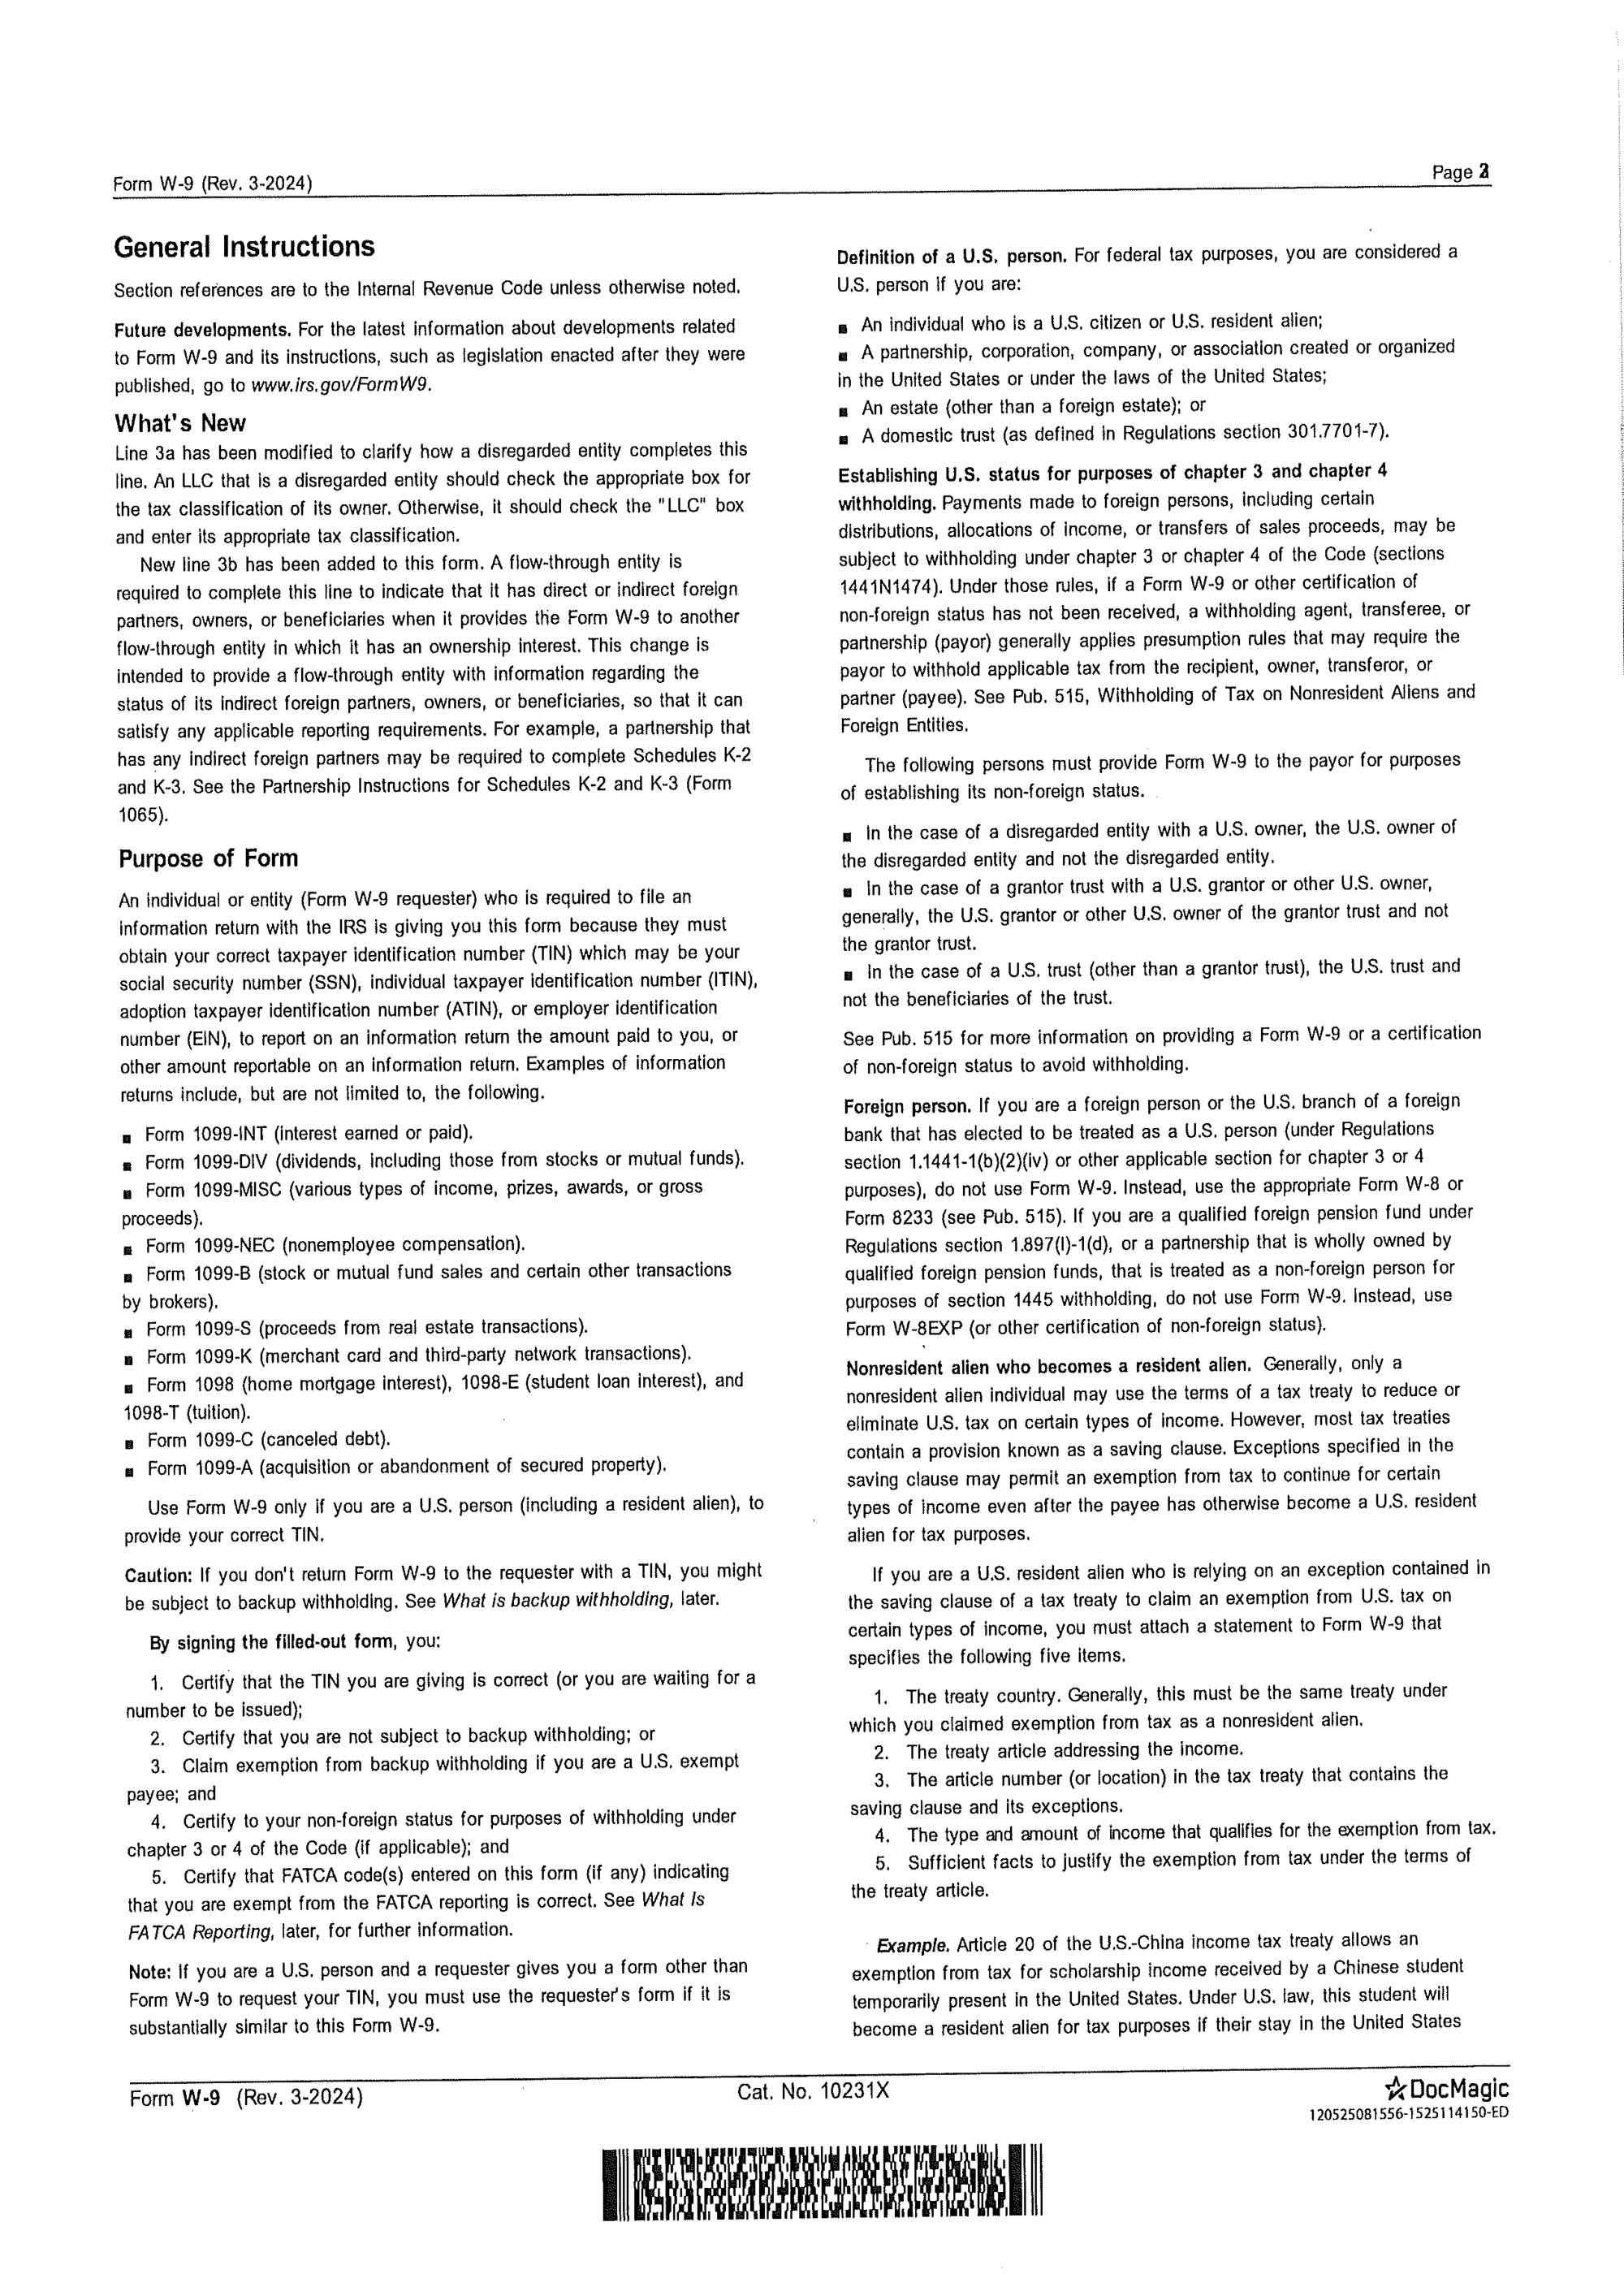 Form W-9 (Rev. 3-2024)
Page
General Instructions
Section references are to the Internal Revenue Code unless otherwise noted.
Future developments. For the latest information about developments related
to Form W-9 and its instructions, such as legislation enacted after they were
published, go to www.irs.gov/FormW9.
What's New
Line 3a has been modified to clarify how a disregarded entity completes this
line. An LLC that is a disregarded entity should check the appropriate box for
the tax classification of its owner. Otherwise, it should check the "LLC" box
and enter its appropriate tax classification.
New line 3b has been added to this form. A flow-through entity is
required to complete this line to indicate that it has direct or indirect foreign
partners, owners, or beneficiaries when it provides the Form W-9 to another
flow-through entity in which it has an ownership interest. This change is
intended to provide a flow-through entity with information regarding the
status of its indirect foreign partners, owners, or beneficiaries, so that it can
satisfy any applicable reporting requirements. For example, a partnership that
has any indirect foreign partners may be required to complete Schedules K-2
and K-3. See the Partnership Instructions for Schedules K-2 and K-3 (Form
1065).
Purpose of Form
An individual or entity (Form W-9 requester) who is required to file an
information return with the IRS is giving you this form because they must
obtain your correct taxpayer identification number (TIN) which may be your
social security number (SSN), individual taxpayer identification number (ITIN),
adoption taxpayer identification number (ATIN), or employer identification
number (EIN), to report on an information return the amount paid to you, or
other amount reportable on an information return. Examples of information
returns include, but are not limited to, the following.
■ Form 1099-INT (interest earned or paid).
■ Form 1099-DIV (dividends, including those from stocks or mutual funds).
■ Form 1099-MISC (various types of income, prizes, awards, or gross
proceeds).
■ Form 1099-NEC (nonemployee compensation).
■ Form 1099-B (stock or mutual fund sales and certain other transactions
by brokers).
■ Form 1099-S (proceeds from real estate transactions).
■ Form 1099-K (merchant card and third-party network transactions).
■ Form 1098 (home mortgage interest), 1098-E (student loan interest), and
1098-T (tuition).
■ Form 1099-C (canceled debt).
■ Form 1099-A (acquisition or abandonment of secured property).
Use Form W-9 only if you are a U.S. person (including a resident alien), to
provide your correct TIN.
Caution: If you don't return Form W-9 to the requester with a TIN, you might
be subject to backup withholding. See What is backup withholding, later.
By signing the filled-out form, you:
1. Certify that the TIN you are giving is correct (or you are waiting for a
number to be issued);
2. Certify that you are not subject to backup withholding; or
3. Claim exemption from backup withholding if you are a U.S. exempt
payee; and
4. Certify to your non-foreign status for purposes of withholding under
chapter 3 or 4 of the Code (if applicable); and
5. Certify that FATCA code(s) entered on this form (if any) indicating
that you are exempt from the FATCA reporting is correct. See What Is
FATCA Reporting, later, for further information.
Note: If you are a U.S. person and a requester gives you a form other than
Form W-9 to request your TIN, you must use the requester's form if it is
substantially similar to this Form W-9.
Definition of a U.S. person. For federal tax purposes, you are considered a
U.S. person if you are:
■ An individual who is a U.S. citizen or U.S. resident alien;
■ A partnership, corporation, company, or association created or organized
in the United States or under the laws of the United States;
■ An estate (other than a foreign estate); or
■ A domestic trust (as defined in Regulations section 301.7701-7).
Establishing U.S. status for purposes of chapter 3 and chapter 4
withholding. Payments made to foreign persons, including certain
distributions, allocations of income, or transfers of sales proceeds, may be
subject to withholding under chapter 3 or chapter 4 of the Code (sections
1441N1474). Under those rules, if a Form W-9 or other certification of
non-foreign status has not been received, a withholding agent, transferee, or
partnership (payor) generally applies presumption rules that may require the
payor to withhold applicable tax from the recipient, owner, transferor, or
partner (payee). See Pub. 515, Withholding of Tax on Nonresident Aliens and
Foreign Entities.
The following persons must provide Form W-9 to the payor for purposes
of establishing its non-foreign status.
■ In the case of a disregarded entity with a U.S. owner, the U.S. owner of
the disregarded entity and not the disregarded entity.
■ In the case of a grantor trust with a U.S. grantor or other U.S. owner,
generally, the U.S. grantor or other U.S. owner of the grantor trust and not
the grantor trust.
■ In the case of a U.S. trust (other than a grantor trust), the U.S. trust and
not the beneficiaries of the trust.
See Pub. 515 for more information on providing a Form W-9 or a certification
of non-foreign status to avoid withholding.
Foreign person. If you are a foreign person or the U.S. branch of a foreign
bank that has elected to be treated as a U.S. person (under Regulations
section 1.1441-1(b)(2)(iv) or other applicable section for chapter 3 or 4
purposes), do not use Form W-9. Instead, use the appropriate Form W-8 or
Form 8233 (see Pub. 515). If you are a qualified foreign pension fund under
Regulations section 1.897(l)-1(d), or a partnership that is wholly owned by
qualified foreign pension funds, that is treated as a non-foreign person for
purposes of section 1445 withholding, do not use Form W-9. Instead, use
Form W-8EXP (or other certification of non-foreign status).
Nonresident alien who becomes a resident alien. Generally, only a
nonresident alien individual may use the terms of a tax treaty to reduce or
eliminate U.S. tax on certain types of income. However, most tax treaties
contain a provision known as a saving clause. Exceptions specified in the
saving clause may permit an exemption from tax to continue for certain
types of income even after the payee has otherwise become a U.S. resident
alien for tax purposes.
If you are a U.S. resident alien who is relying on an exception contained in
the saving clause of a tax treaty to claim an exemption from U.S. tax on
certain types of income, you must attach a statement to Form W-9 that
specifies the following five items.
1. The treaty country. Generally, this must be the same treaty under
which you claimed exemption from tax as a nonresident alien.
2. The treaty article addressing the income.
3. The article number (or location) in the tax treaty that contains the
saving clause and its exceptions.
4. The type and amount of income that qualifies for the exemption from tax.
5. Sufficient facts to justify the exemption from tax under the terms of
the treaty article.
Example. Article 20 of the U.S.-China income tax treaty allows an
exemption from tax for scholarship income received by a Chinese student
temporarily present in the United States. Under U.S. law, this student will
become a resident alien for tax purposes if their stay in the United States
Form W-9 (Rev. 3-2024)
Cat. No. 10231X
DocMagic
120525081556-1525114150-ED